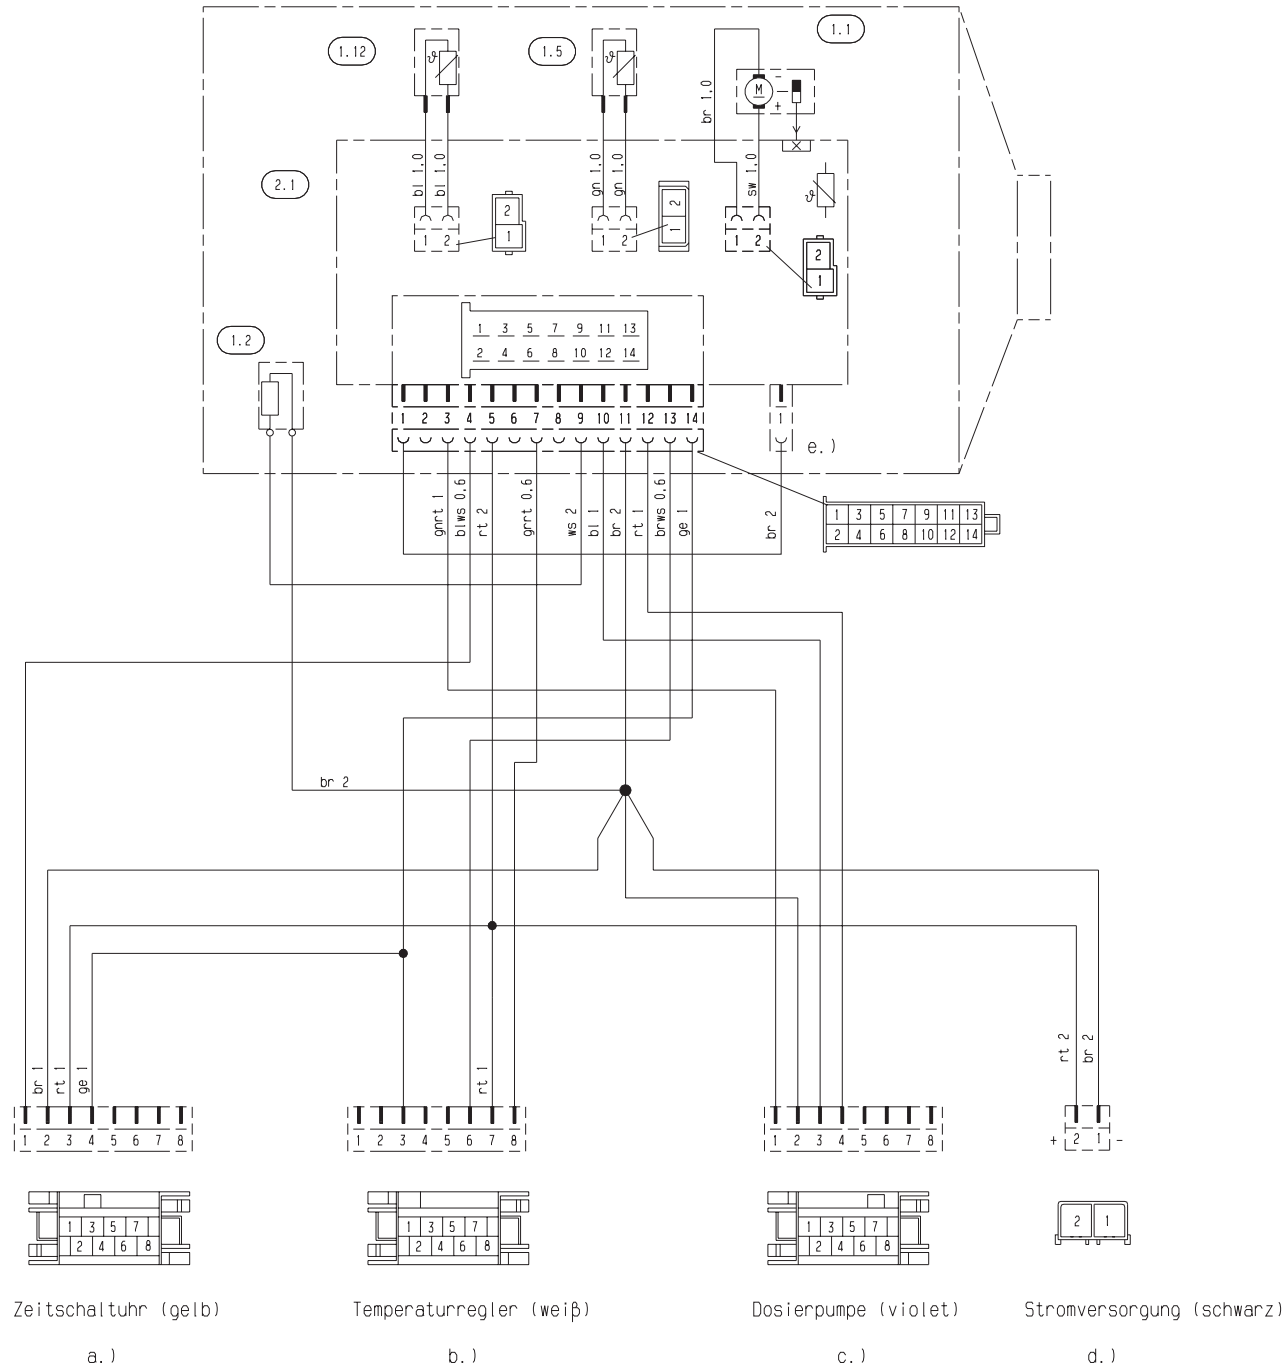 1.12
1.5
1.1
ϑ
ϑ
M
-
+
br 1.0
2.1
bl 1.0
bl 1.0
gn 1.0
gn 1.0
sw 1.0
ϑ
1 2
2
1
1 2
2
1
1 2
2
1
1.2
1 3 5 7 9 11 13
2 4 6 8 10 12 14
1 2 3 4 5 6 7 8 9 10 11 12 13 14
1
e.)
gnrt 1
blws 0.6
rt 2
grrt 0.6
ws 2
bl 1
br 2
rt 1
brws 0.6
ge 1
br 2
1 3 5 7 9 11 13
2 4 6 8 10 12 14
br 2
br 1
rt 1
ge 1
rt 1
rt 2
br 2
1 2 3 4 5 6 7 8
1 2 3 4 5 6 7 8
1 2 3 4 5 6 7 8
+ 2 1 -
1 3 5 7
2 4 6 8
1 3 5 7
2 4 6 8
1 3 5 7
2 4 6 8
2 1
Zeitschaltuhr (gelb)
Temperaturregler (weiß)
Dosierpumpe (violet)
Stromversorgung (schwarz)
a.)
b.)
c.)
d.)